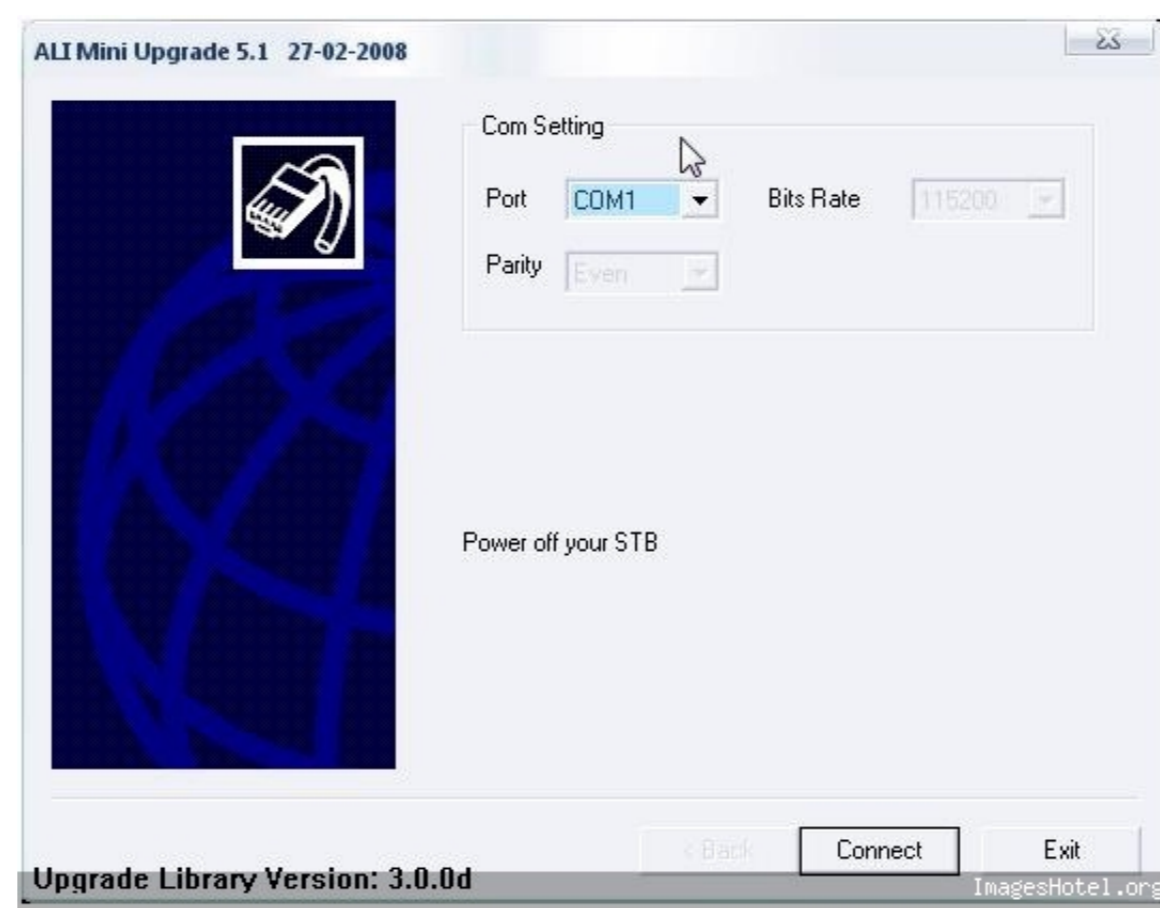 ALI Mini Upgrade 5.1 27-02-2008
Com Setting
Port COM1 Bits Rate 115200
Parity Even
Power off your STB
< Back Connect Exit
Upgrade Library Version: 3.0.0d
ImagesHotel.org